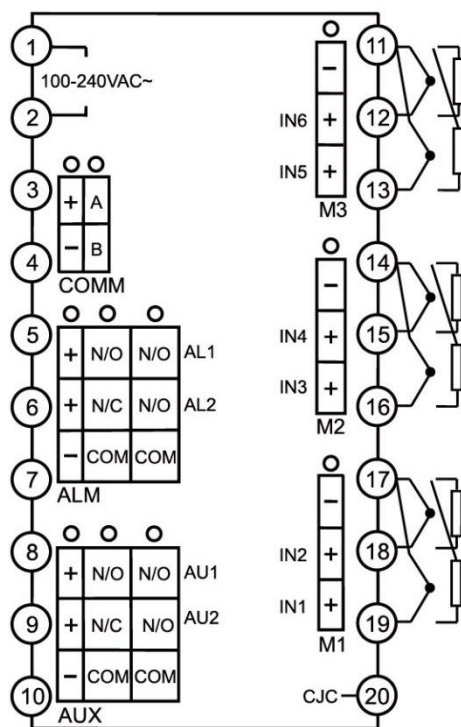 1
100-240VAC~
2
3
+ A
4
- B
COMM
5
+ N/O N/O AL1
6
+ N/C N/O AL2
- COM COM
7
ALM
8
+ N/O N/O AU1
9
+ N/C N/O AU2
- COM COM
10
AUX
11
-
12
IN6 +
IN5 +
13
M3
14
-
15
IN4 +
IN3 +
16
M2
17
-
18
IN2 +
IN1 +
19
M1
CJC 20